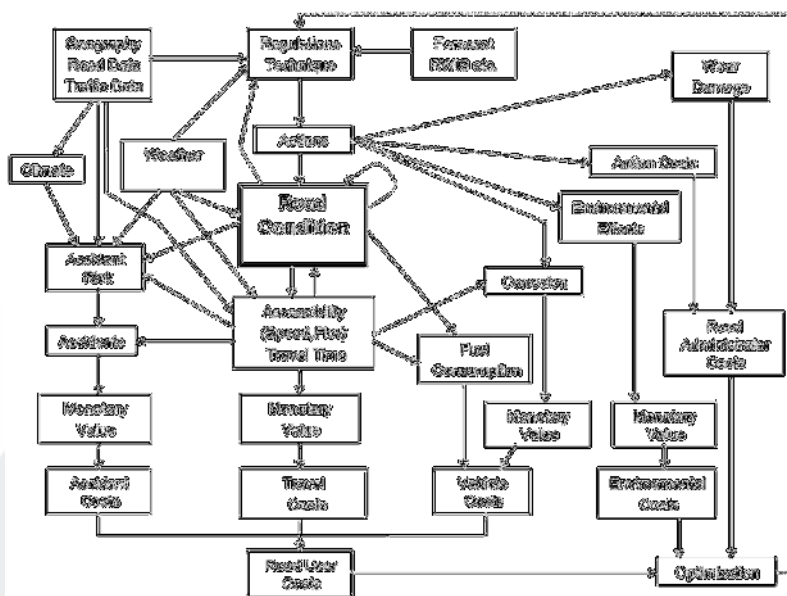 Geography
Road Data
Traffic Data
Regulations
Technique
Forecast
RWIS Data
Wear
Damage
Actions
Weather
Climate
Action Costs
Road
Condition
Environmental
Effects
Accident
Risk
Accessibility
(Speed, Flow)
Travel Time
Corrosion
Accidents
Fuel
Consumption
Road
Administrator
Costs
Monetary
Value
Monetary
Value
Monetary
Value
Monetary
Value
Accident
Costs
Travel
Costs
Vehicle
Costs
Environmental
Costs
Road User
Costs
Optimization